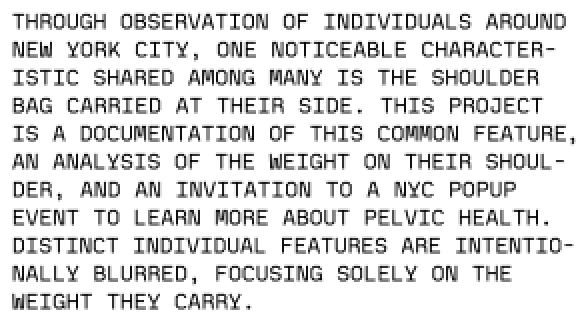 THROUGH OBSERVATION OF INDIVIDUALS AROUND
NEW YORK CITY, ONE NOTICEABLE CHARACTER-
ISTIC SHARED AMONG MANY IS THE SHOULDER
BAG CARRIED AT THEIR SIDE. THIS PROJECT
IS A DOCUMENTATION OF THIS COMMON FEATURE,
AN ANALYSIS OF THE WEIGHT ON THEIR SHOUL-
DER, AND AN INVITATION TO A NYC POPUP
EVENT TO LEARN MORE ABOUT PELVIC HEALTH.
DISTINCT INDIVIDUAL FEATURES ARE INTENTIO-
NALLY BLURRED, FOCUSING SOLELY ON THE
WEIGHT THEY CARRY.